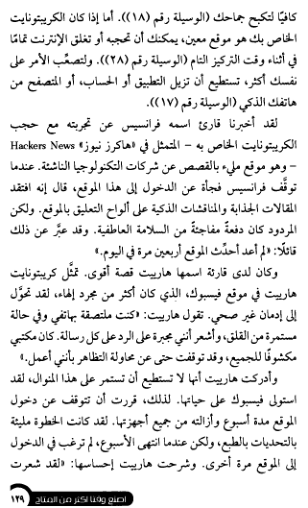 كافيًا لتكبح جماحك (الوسيلة رقم (١٨)). أما إذا كان الكريبتونايت
الخاص بك هو موقع معين، يمكنك أن تحجبه أو تغلق الإنترنت تمامًا
في أثناء وقت التركيز التام (الوسيلة رقم (٢٨)). ولتصعِّب الأمر على
نفسك أكثر، تستطيع أن تزيل التطبيق أو الحساب، أو المتصفح من
هاتفك الذكي (الوسيلة رقم (١٧)).
لقد أخبرنا قارئ اسمه فرانسيس عن تجربته مع حجب
الكريبتونايت الخاص به – المتمثل في «هاكرز نيوز» Hackers News
– وهو موقع مليء بالقصص عن شركات التكنولوجيا الناشئة. عندما
توقَّف فرانسيس فجأة عن الدخول إلى هذا الموقع، قال إنه افتقد
المقالات الجذابة والمناقشات الذكية على ألواح التعليق بالموقع. ولكن
المردود كان دفعةً مفاجئةً من السلامة العاطفية. وقد عبَّر عن ذلك
قائلًا: «لم أعد أحدِّث الموقع أربعين مرة في اليوم.»
وكان لدى قارئة اسمها هارييت قصة أقوى. تمثَّل كريبتونايت
هارييت في موقع فيسبوك، الذي كان أكثر من مجرد إلهاء، لقد تحوَّل
إلى إدمان غير صحي. تقول هارييت: «كنت ملتصقة بهاتفي وفي حالة
مستمرة من القلق، وأشعر أنني مجبرة على الرد على كل رسالة. كان مكتبي
مكشوفًا للجميع، وقد توقفت حتى عن محاولة التظاهر بأنني أعمل.»
وأدركت هارييت أنها لا تستطيع أن تستمر على هذا المنوال، لقد
استولى فيسبوك على حياتها. لذلك، قررت أن تتوقف عن دخول
الموقع مدة أسبوع وأزالته من جميع أجهزتها. لقد كانت الخطوة مليئة
بالتحديات بالطبع، ولكن عندما انتهى الأسبوع، لم ترغب في الدخول
إلى الموقع مرة أخرى. وشرحت هارييت إحساسها: «لقد شعرت
اصنع وقتًا أكثر من المتاح ١٢٩